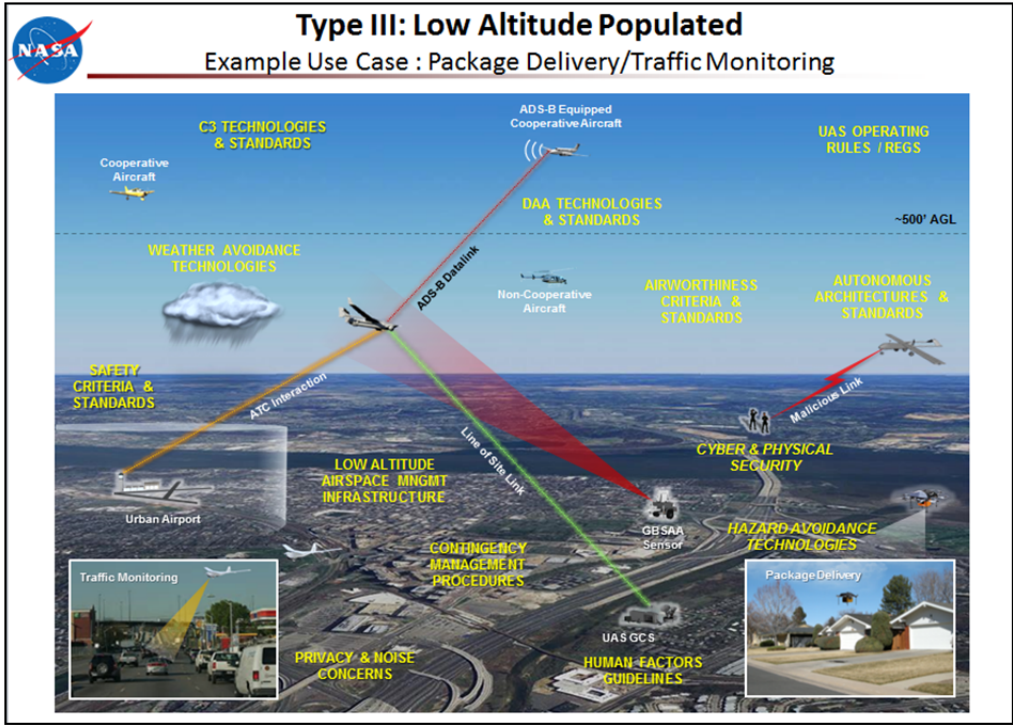 NASA
Type III: Low Altitude Populated
Example Use Case : Package Delivery/Traffic Monitoring
C3 TECHNOLOGIES
& STANDARDS
ADS-B Equipped
Cooperative Aircraft
UAS OPERATING
RULES / REGS
Cooperative
Aircraft
DAA TECHNOLOGIES
& STANDARDS
~500' AGL
WEATHER AVOIDANCE
TECHNOLOGIES
ADS-B Datalink
Non-Cooperative
Aircraft
AIRWORTHINESS
CRITERIA &
STANDARDS
AUTONOMOUS
ARCHITECTURES &
STANDARDS
SAFETY
CRITERIA &
STANDARDS
ATC Interaction
Malicious Link
Line of Site Link
CYBER & PHYSICAL
SECURITY
LOW ALTITUDE
AIRSPACE MNGMT
INFRASTRUCTURE
Urban Airport
GBSAA
Sensor
HAZARD AVOIDANCE
TECHNOLOGIES
CONTINGENCY
MANAGEMENT
PROCEDURES
Traffic Monitoring
Package Delivery
UAS GCS
PRIVACY & NOISE
CONCERNS
HUMAN FACTORS
GUIDELINES